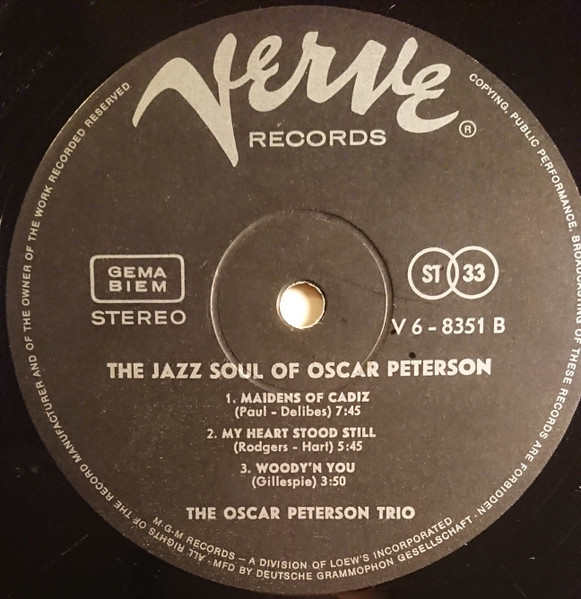 Verve
RECORDS
®
GEMA
BIEM
STEREO
ST 33
V 6 - 8351 B
THE JAZZ SOUL OF OSCAR PETERSON
1. MAIDENS OF CADIZ
(Paul - Delibes) 7:45
2. MY HEART STOOD STILL
(Rodgers - Hart) 5:45
3. WOODY'N YOU
(Gillespie) 3:50
THE OSCAR PETERSON TRIO
M·G·M RECORDS — A DIVISION OF LOEW'S INCORPORATED
ALL RIGHTS OF THE RECORD MANUFACTURER AND OF THE OWNER OF THE WORK RECORDED RESERVED
COPYING, PUBLIC PERFORMANCE, BROADCASTING OF THESE RECORDS ARE FORBIDDEN · MFD BY DEUTSCHE GRAMMOPHON GESELLSCHAFT ·